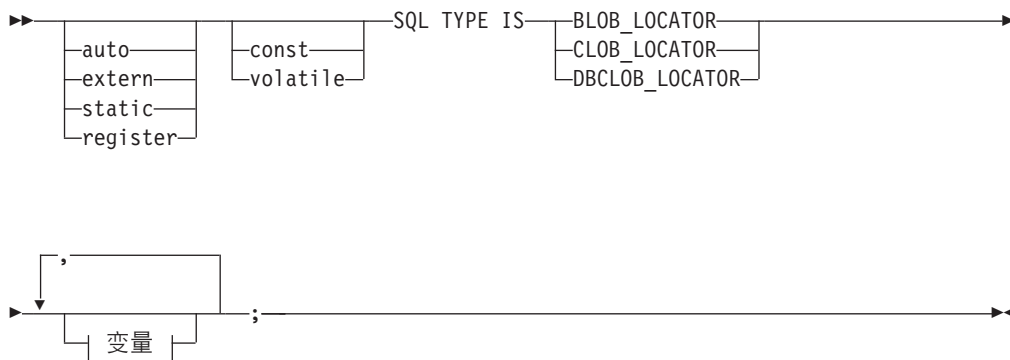 SQL TYPE IS BLOB_LOCATOR
auto const CLOB_LOCATOR
extern volatile DBCLOB_LOCATOR
static
register
,
;
变量